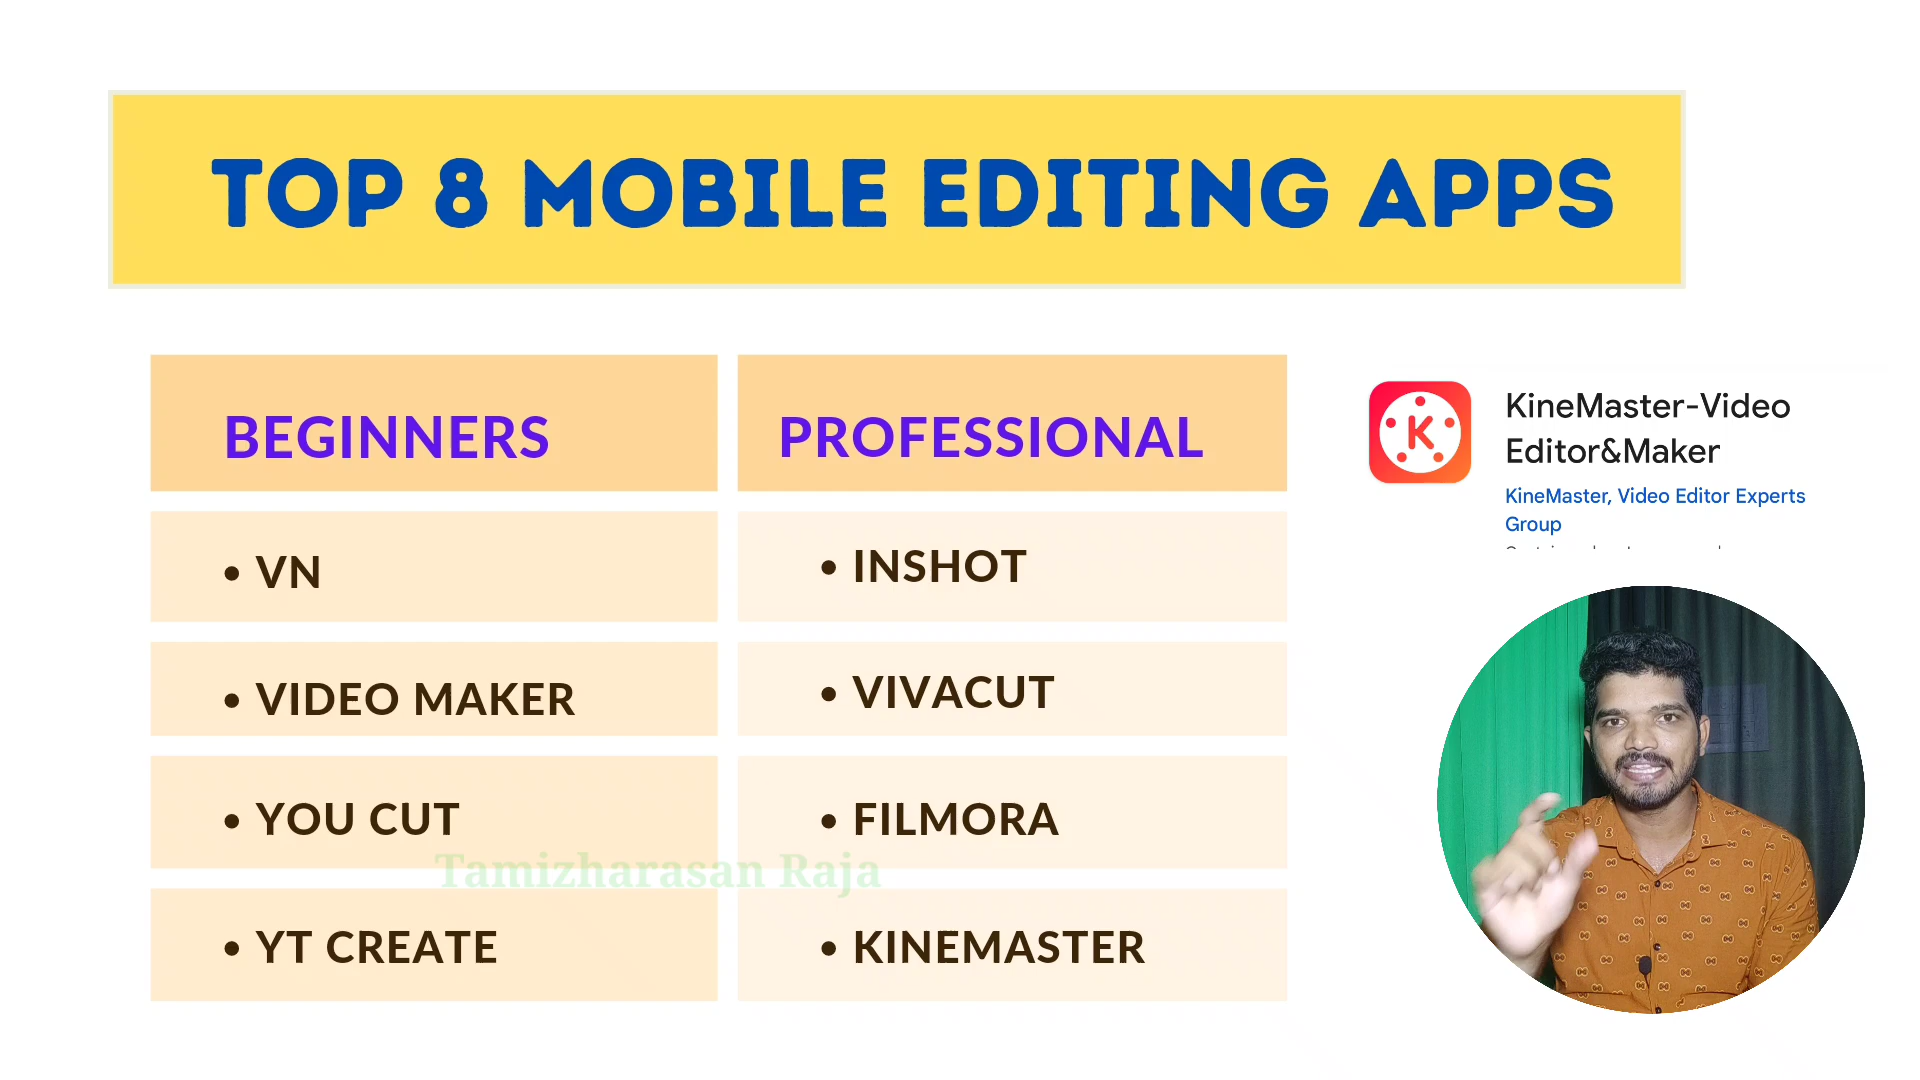 TOP 8 MOBILE EDITING APPS
BEGINNERS
PROFESSIONAL
• VN
• INSHOT
• VIDEO MAKER
• VIVACUT
• YOU CUT
• FILMORA
• YT CREATE
• KINEMASTER
Tamizharasan Raja
KineMaster-Video
Editor&Maker
KineMaster, Video Editor Experts
Group